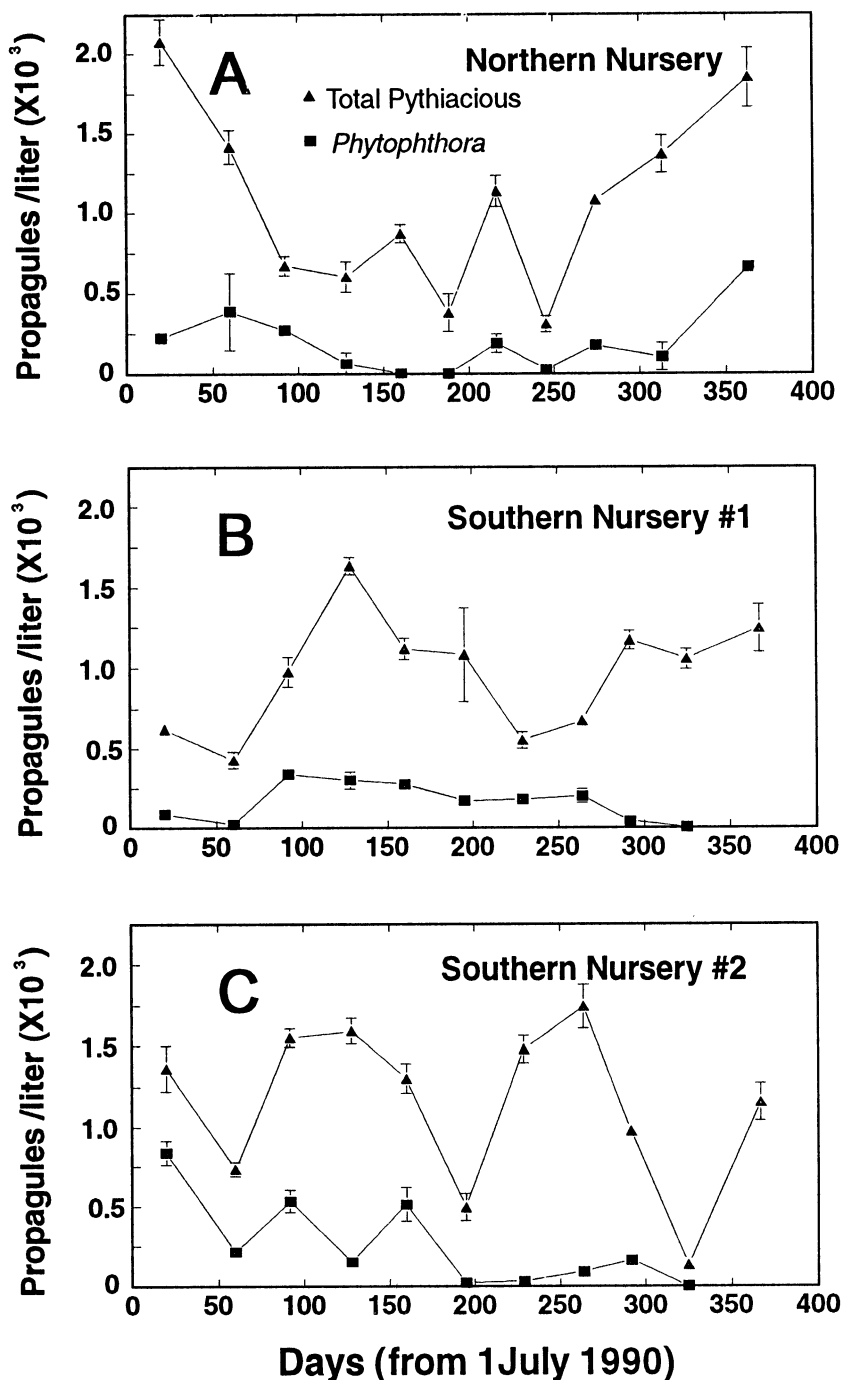 A
Northern Nursery
▲ Total Pythiacious
■ Phytophthora
Propagules /liter (X10³)
2.0
1.5
1.0
0.5
0
0 50 100 150 200 250 300 350 400
B
Southern Nursery #1
Propagules /liter (X10³)
2.0
1.5
1.0
0.5
0
0 50 100 150 200 250 300 350 400
C
Southern Nursery #2
Propagules /liter (X10³)
2.0
1.5
1.0
0.5
0
0 50 100 150 200 250 300 350 400
Days (from 1July 1990)